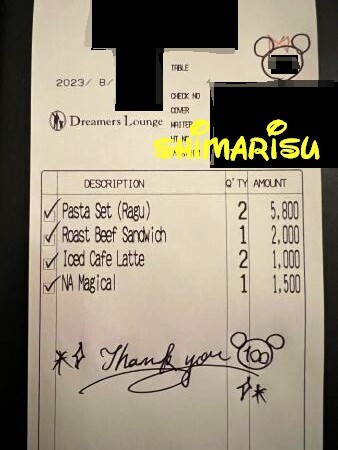 TABLE
2023/ 8/
CHECK NO
Dreamers Lounge
COVER
WAITER
SHIMARISU
DESCRIPTION Q'TY AMOUNT
Pasta Set (Ragu) 2 5,800
Roast Beef Sandwich 1 2,000
Iced Cafe Latte 2 1,000
NA Magical 1 1,500
Thank you 100